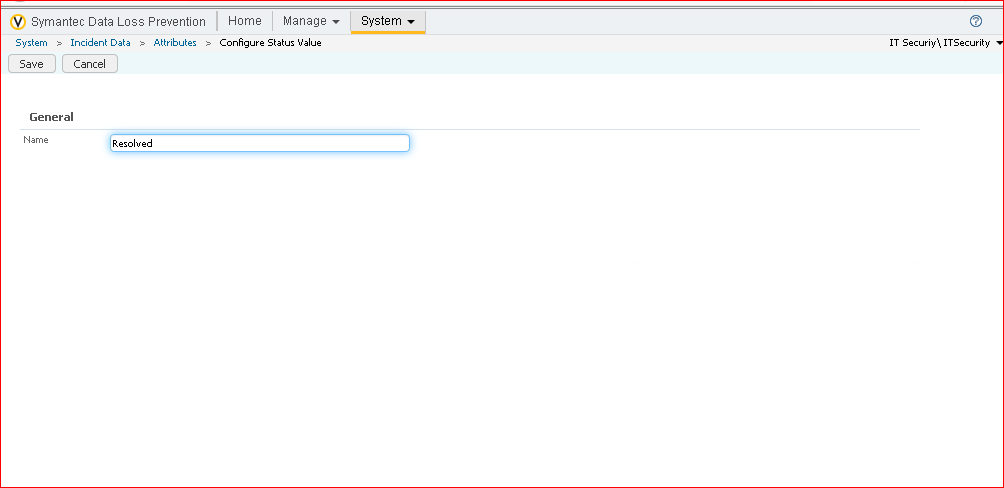 Symantec Data Loss Prevention Home Manage System
System > Incident Data > Attributes > Configure Status Value IT Securiy\ ITSecurity
Save Cancel
General
Name Resolved